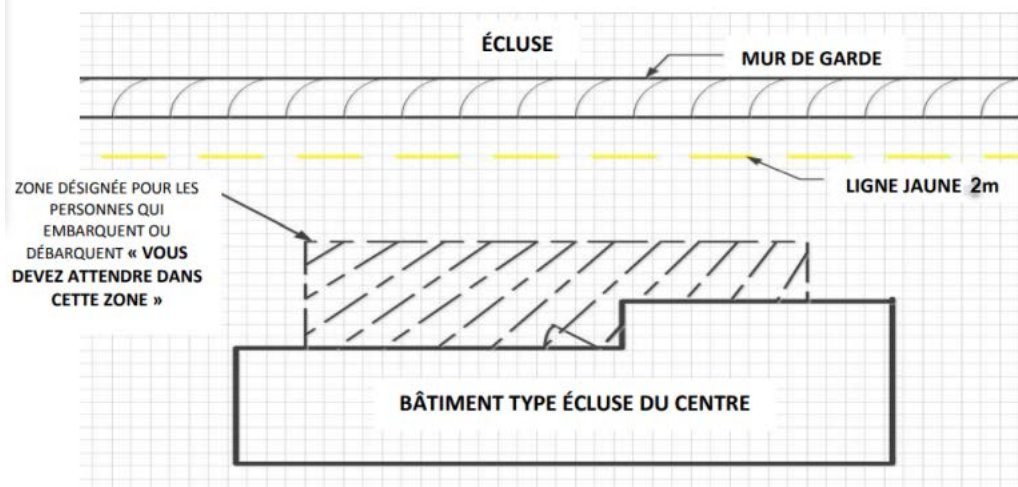 ÉCLUSE
MUR DE GARDE
LIGNE JAUNE 2m
ZONE DÉSIGNÉE POUR LES
PERSONNES QUI
EMBARQUENT OU
DÉBARQUENT « VOUS
DEVEZ ATTENDRE DANS
CETTE ZONE »
BÂTIMENT TYPE ÉCLUSE DU CENTRE